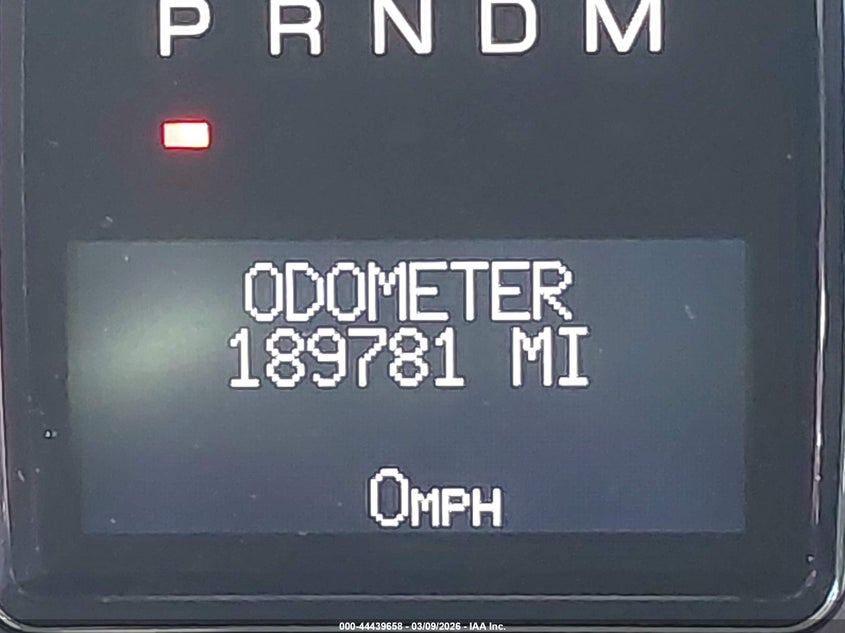 P R N D M
ODOMETER
189781 MI
0MPH
000-44439658 - 03/09/2026 - IAA Inc.